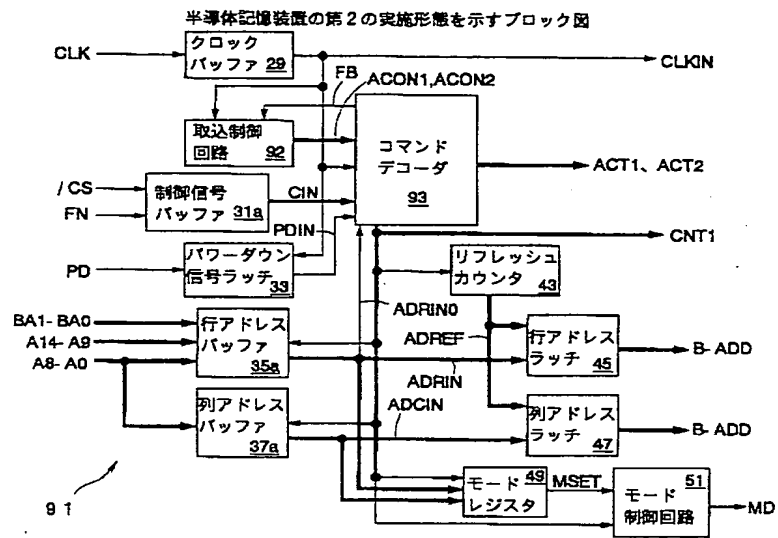 半導体記憶装置の第2の実施形態を示すブロック図
CLK
クロック
バッファ 29
CLKIN
FB
ACON1,ACON2
取込制御
回路 92
コマンド
デコーダ
93
ACT1、ACT2
/CS
FN
制御信号
バッファ 31a
CIN
PDIN
CNT1
PD
パワーダウン
信号ラッチ 33
リフレッシュ
カウンタ 43
ADRIN0
BA1-BA0
A14-A9
A8-A0
行アドレス
バッファ
35a
ADREF
行アドレス
ラッチ
45
B-ADD
ADRIN
列アドレス
バッファ
37a
ADCIN
列アドレス
ラッチ
47
B-ADD
モード 49
レジスタ
MSET
51
モード
制御回路
MD
91